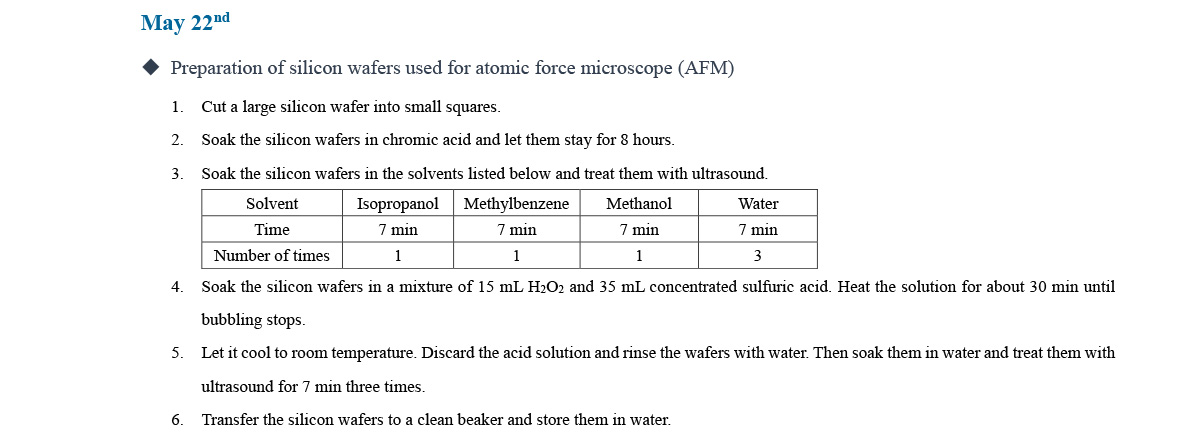 May 22nd
◆ Preparation of silicon wafers used for atomic force microscope (AFM)
1. Cut a large silicon wafer into small squares.
2. Soak the silicon wafers in chromic acid and let them stay for 8 hours.
3. Soak the silicon wafers in the solvents listed below and treat them with ultrasound.
Solvent Isopropanol Methylbenzene Methanol Water
Time 7 min 7 min 7 min 7 min
Number of times 1 1 1 3
4. Soak the silicon wafers in a mixture of 15 mL H2O2 and 35 mL concentrated sulfuric acid. Heat the solution for about 30 min until
bubbling stops.
5. Let it cool to room temperature. Discard the acid solution and rinse the wafers with water. Then soak them in water and treat them with
ultrasound for 7 min three times.
6. Transfer the silicon wafers to a clean beaker and store them in water.